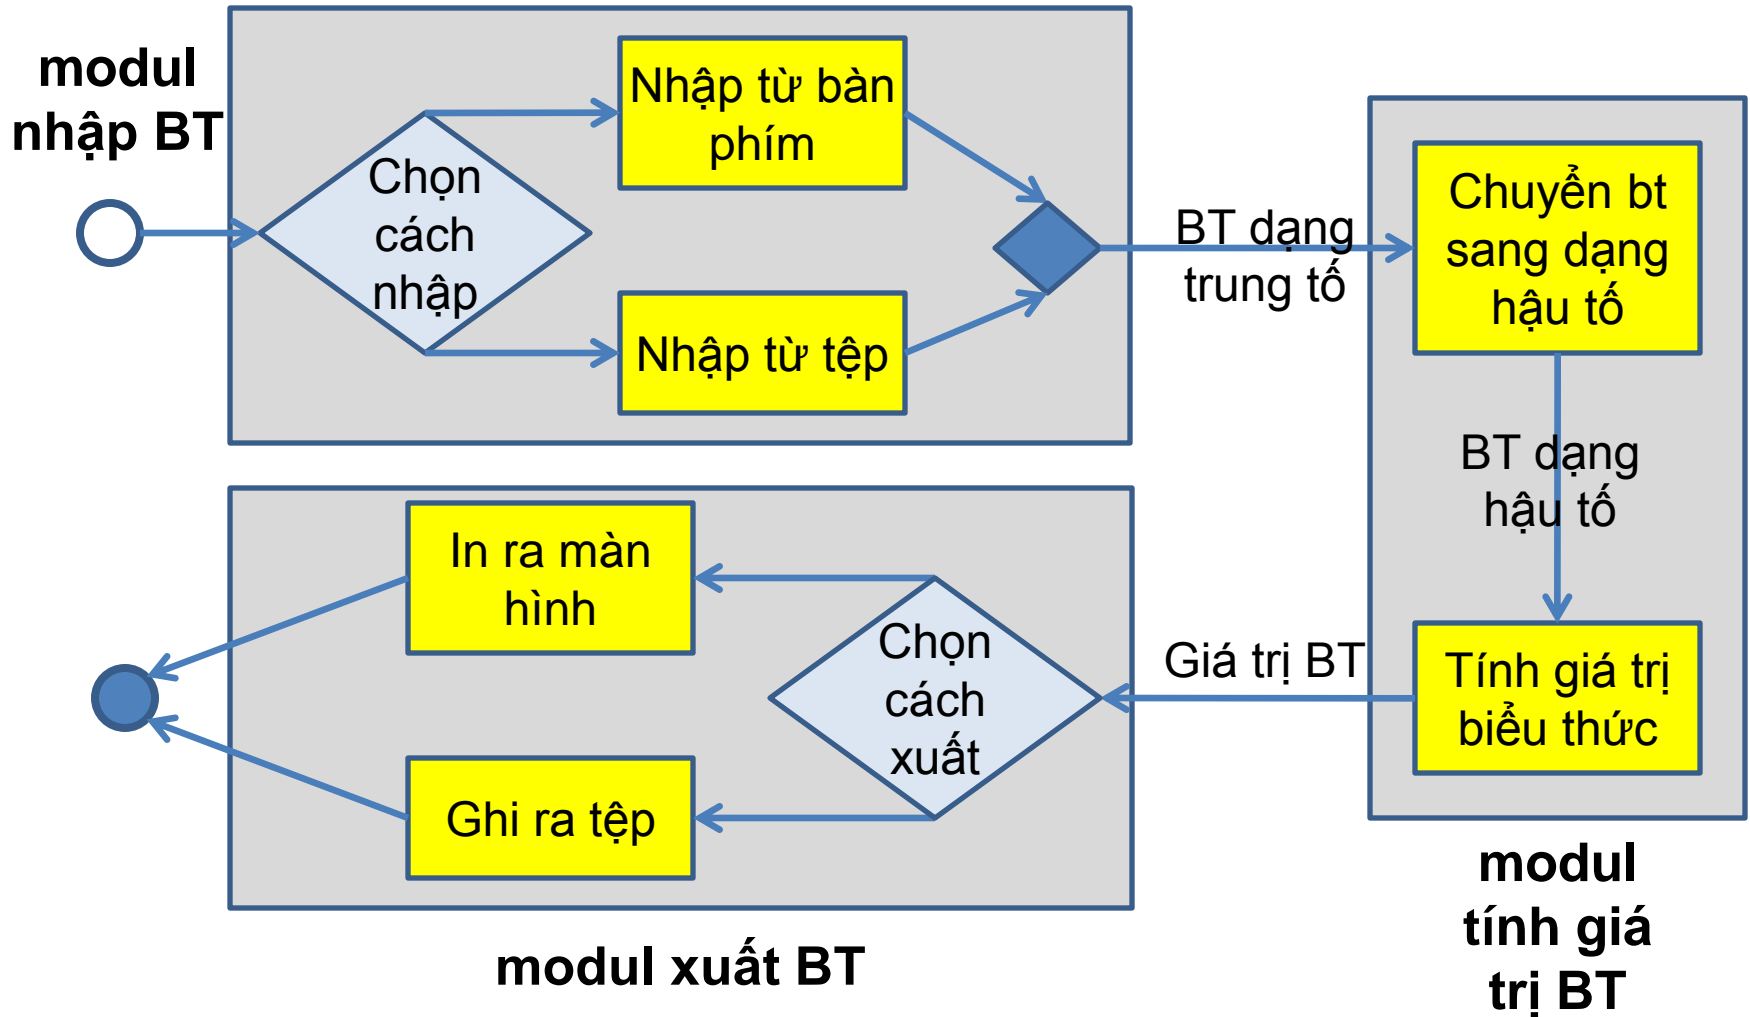 modul
nhập BT
Chọn
cách
nhập
Nhập từ bàn
phím
Nhập từ tệp
BT dạng
trung tố
Chuyển bt
sang dạng
hậu tố
BT dạng
hậu tố
Tính giá trị
biểu thức
Giá trị BT
Chọn
cách
xuất
In ra màn
hình
Ghi ra tệp
modul xuất BT
modul
tính giá
trị BT